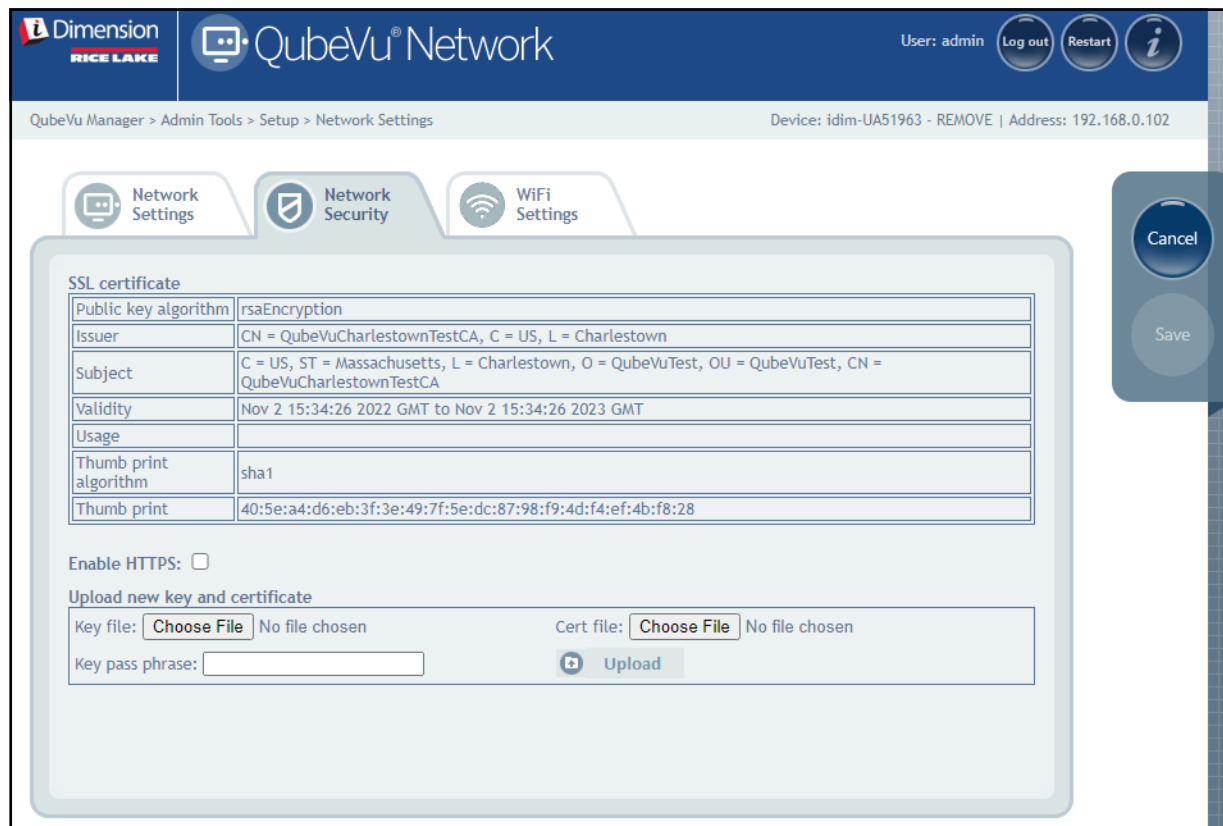 iDimension
RICE LAKE
QubeVu® Network
User: admin
Log out
Restart
i
QubeVu Manager > Admin Tools > Setup > Network Settings
Device: idim-UA51963 - REMOVE | Address: 192.168.0.102
Network
Settings
Network
Security
WiFi
Settings
Cancel
Save
SSL certificate
Public key algorithm rsaEncryption
Issuer CN = QubeVuCharlestownTestCA, C = US, L = Charlestown
Subject C = US, ST = Massachusetts, L = Charlestown, O = QubeVuTest, OU = QubeVuTest, CN =
QubeVuCharlestownTestCA
Validity Nov 2 15:34:26 2022 GMT to Nov 2 15:34:26 2023 GMT
Usage
Thumb print
algorithm sha1
Thumb print 40:5e:a4:d6:eb:3f:3e:49:7f:5e:dc:87:98:f9:4d:f4:ef:4b:f8:28
Enable HTTPS:
Upload new key and certificate
Key file: Choose File No file chosen Cert file: Choose File No file chosen
Key pass phrase: Upload